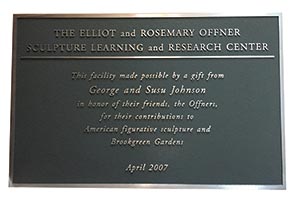 THE ELLIOT and ROSEMARY OFFNER
SCULPTURE LEARNING and RESEARCH CENTER
This facility made possible by a gift from
George and Susu Johnson
in honor of their friends, the Offners,
for their contributions to
American figurative sculpture and
Brookgreen Gardens
April 2007